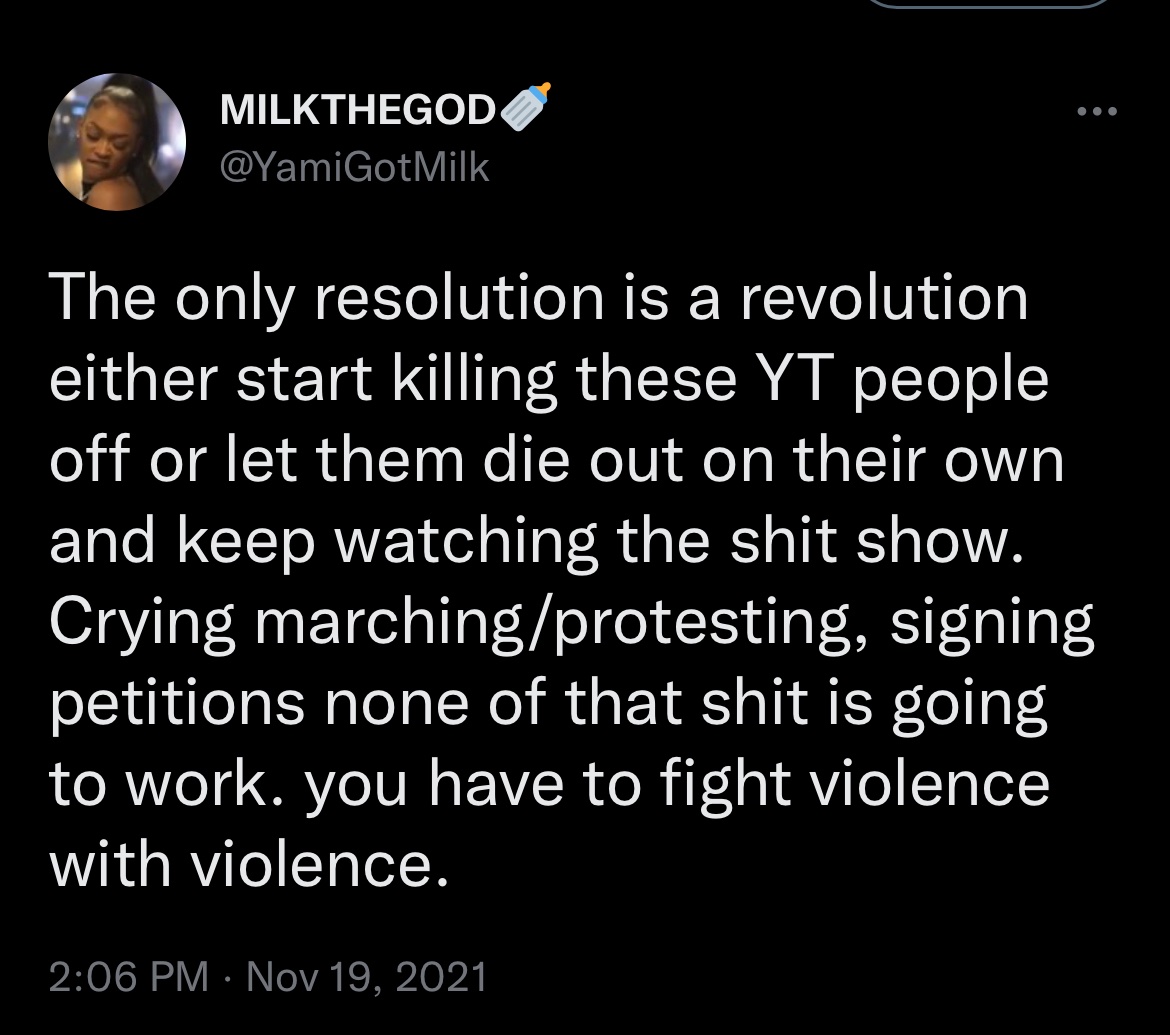 MILKTHEGOD🍼
@YamiGotMilk
The only resolution is a revolution
either start killing these YT people
off or let them die out on their own
and keep watching the shit show.
Crying marching/protesting, signing
petitions none of that shit is going
to work. you have to fight violence
with violence.
2:06 PM · Nov 19, 2021